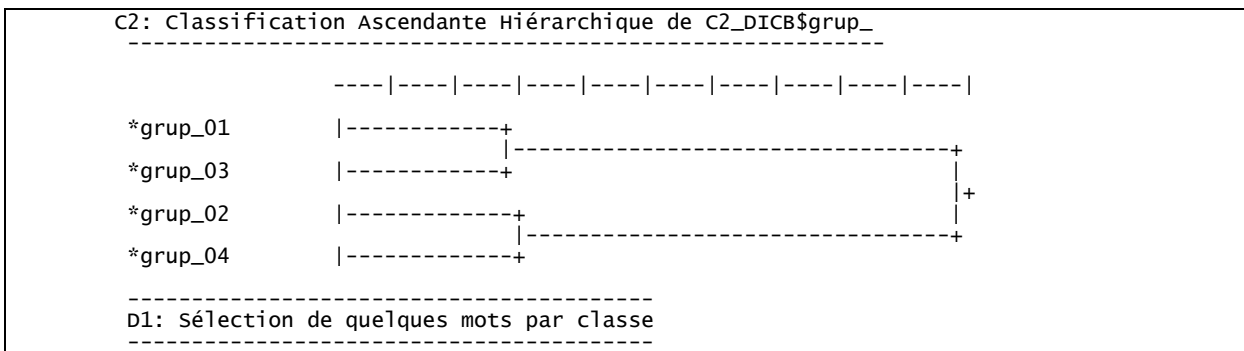 C2: Classification Ascendante Hiérarchique de C2_DICB$grup_
-----------------------------------------------------------
----|----|----|----|----|----|----|----|----|----|
*grup_01 |------------+
|----------------------------------+
*grup_03 |------------+ |
|+
*grup_02 |-------------+ |
|---------------------------------+
*grup_04 |-------------+
-----------------------------------------
D1: Sélection de quelques mots par classe
-----------------------------------------